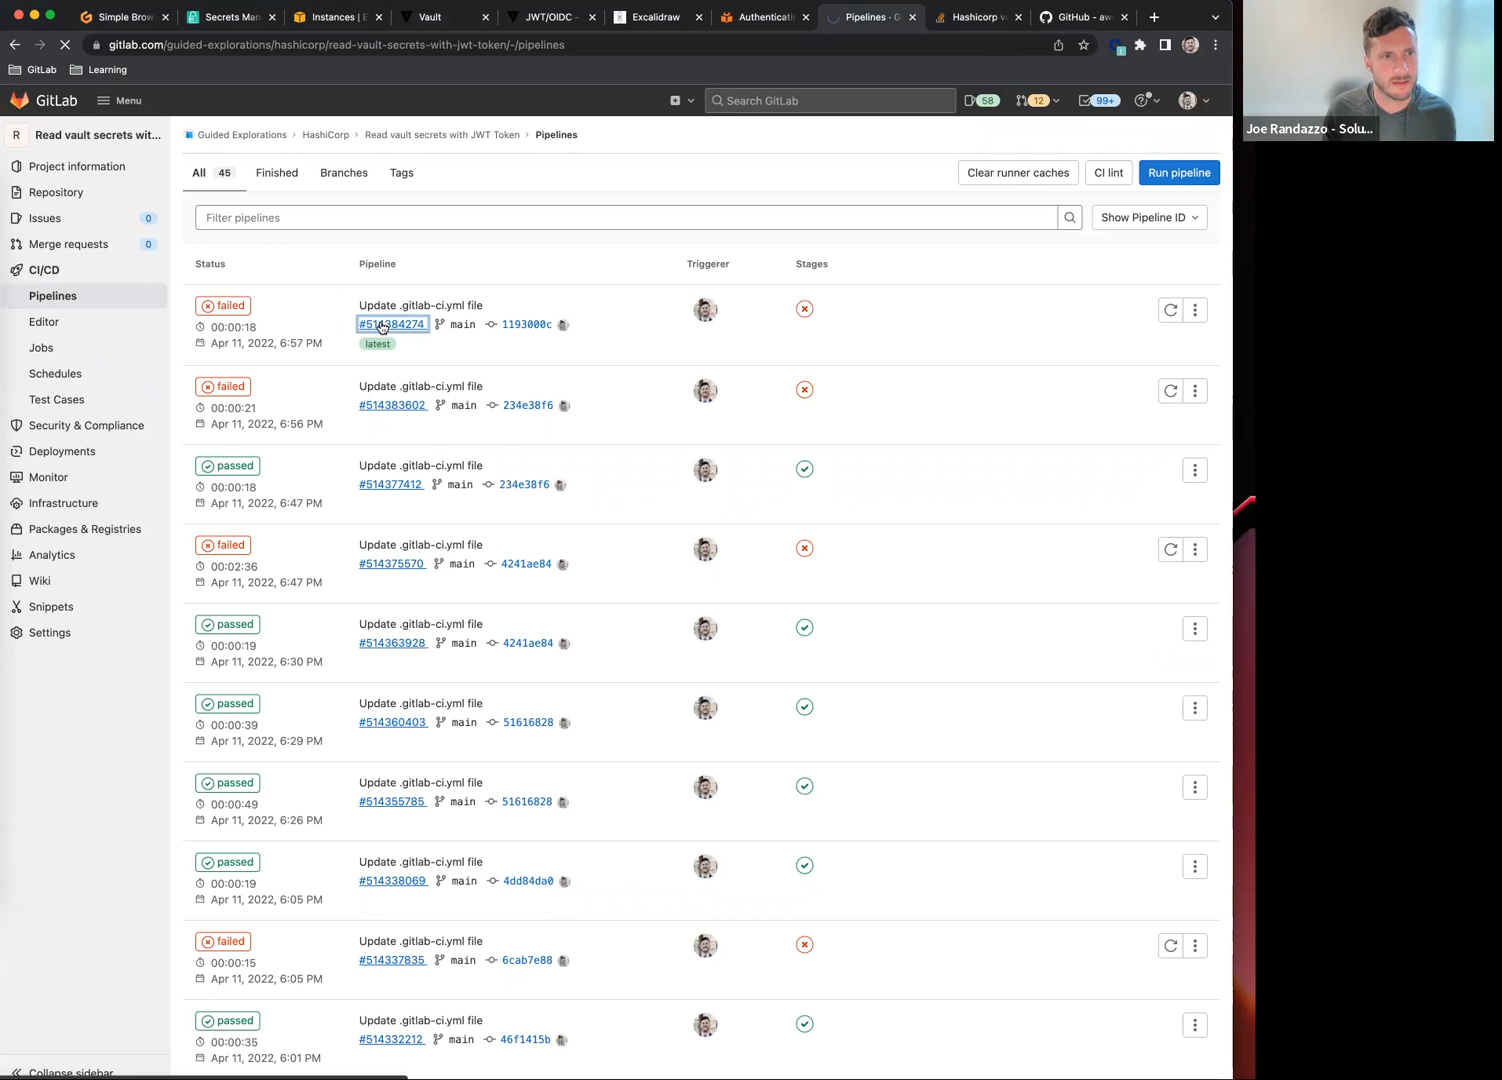 Simple Brow
Secrets Man
Instances | E
Vault
JWT/OIDC -
Excalidraw
Authenticati
Pipelines · G
Hashicorp v
GitHub - aw
gitlab.com/guided-explorations/hashicorp/read-vault-secrets-with-jwt-token/-/pipelines
GitLab
Learning
GitLab
Menu
Search GitLab
58
12
99+
Joe Randazzo - Solu...
R
Read vault secrets wit...
Project information
Repository
Issues 0
Merge requests 0
CI/CD
Pipelines
Editor
Jobs
Schedules
Test Cases
Security & Compliance
Deployments
Monitor
Infrastructure
Packages & Registries
Analytics
Wiki
Snippets
Settings
Collapse sidebar
Guided Explorations › HashiCorp › Read vault secrets with JWT Token › Pipelines
All 45
Finished
Branches
Tags
Clear runner caches
CI lint
Run pipeline
Filter pipelines
Show Pipeline ID
Status
Pipeline
Triggerer
Stages
failed
00:00:18
Apr 11, 2022, 6:57 PM
Update .gitlab-ci.yml file
#514384274 main 1193000c
latest
failed
00:00:21
Apr 11, 2022, 6:56 PM
Update .gitlab-ci.yml file
#514383602 main 234e38f6
passed
00:00:18
Apr 11, 2022, 6:47 PM
Update .gitlab-ci.yml file
#514377412 main 234e38f6
failed
00:02:36
Apr 11, 2022, 6:47 PM
Update .gitlab-ci.yml file
#514375570 main 4241ae84
passed
00:00:19
Apr 11, 2022, 6:30 PM
Update .gitlab-ci.yml file
#514363928 main 4241ae84
passed
00:00:39
Apr 11, 2022, 6:29 PM
Update .gitlab-ci.yml file
#514360403 main 51616828
passed
00:00:49
Apr 11, 2022, 6:26 PM
Update .gitlab-ci.yml file
#514355785 main 51616828
passed
00:00:19
Apr 11, 2022, 6:05 PM
Update .gitlab-ci.yml file
#514338069 main 4dd84da0
failed
00:00:15
Apr 11, 2022, 6:05 PM
Update .gitlab-ci.yml file
#514337835 main 6cab7e88
passed
00:00:35
Apr 11, 2022, 6:01 PM
Update .gitlab-ci.yml file
#514332212 main 46f1415b